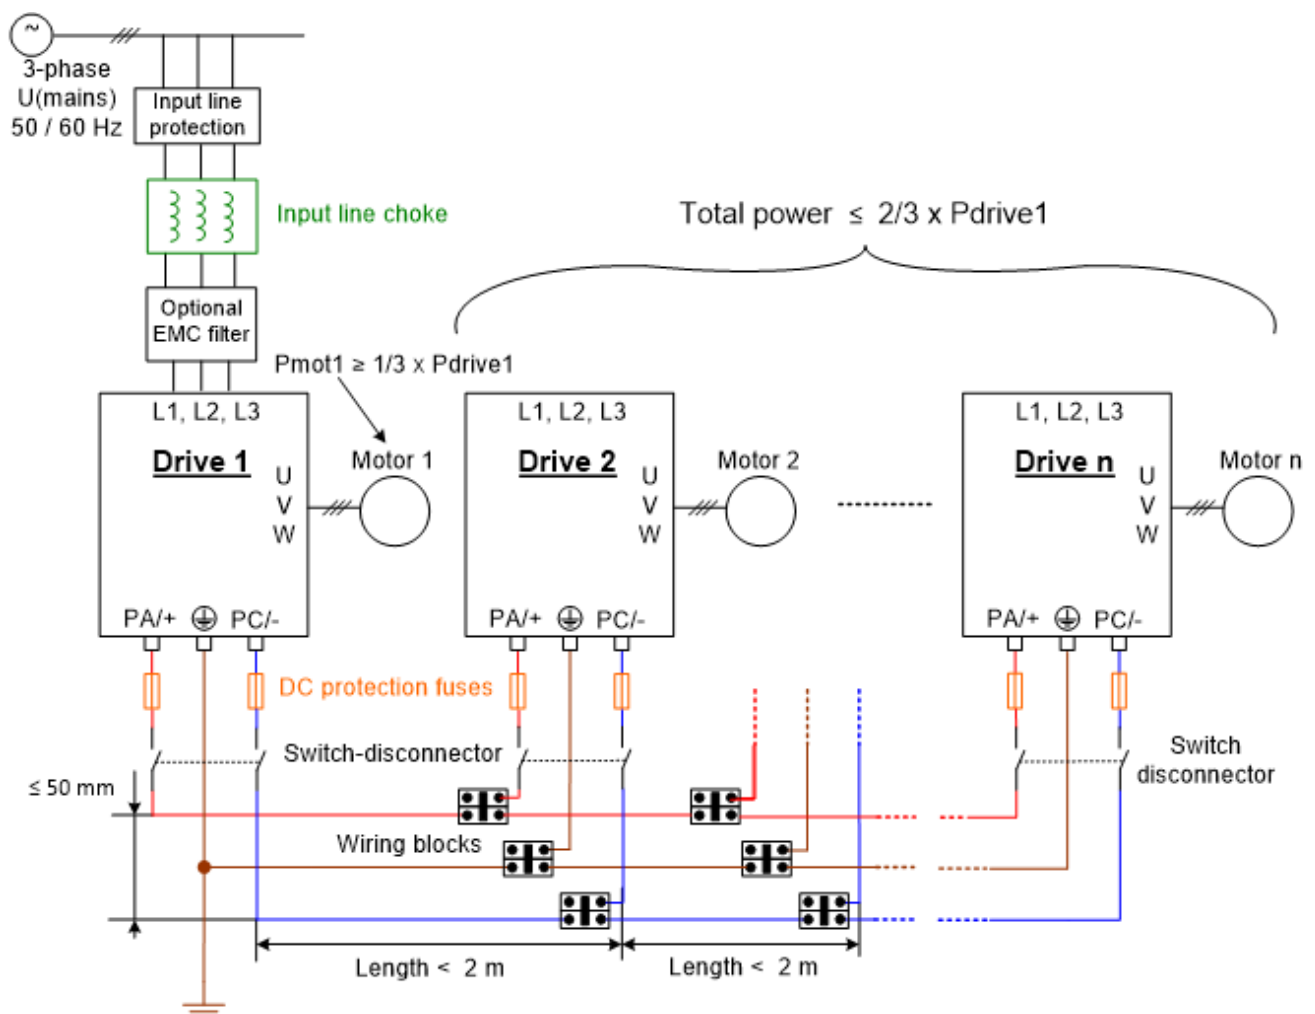 ~
3-phase
U(mains)
50 / 60 Hz
Input line
protection
Input line choke
Total power ≤ 2/3 x Pdrive1
Optional
EMC filter
Pmot1 ≥ 1/3 x Pdrive1
L1, L2, L3
L1, L2, L3
L1, L2, L3
Drive 1
Motor 1
Drive 2
Motor 2
Drive n
Motor n
U
V
W
U
V
W
U
V
W
PA/+ PC/-
PA/+ PC/-
PA/+ PC/-
DC protection fuses
Switch-disconnector
Switch
disconnector
≤ 50 mm
Wiring blocks
Length < 2 m
Length < 2 m